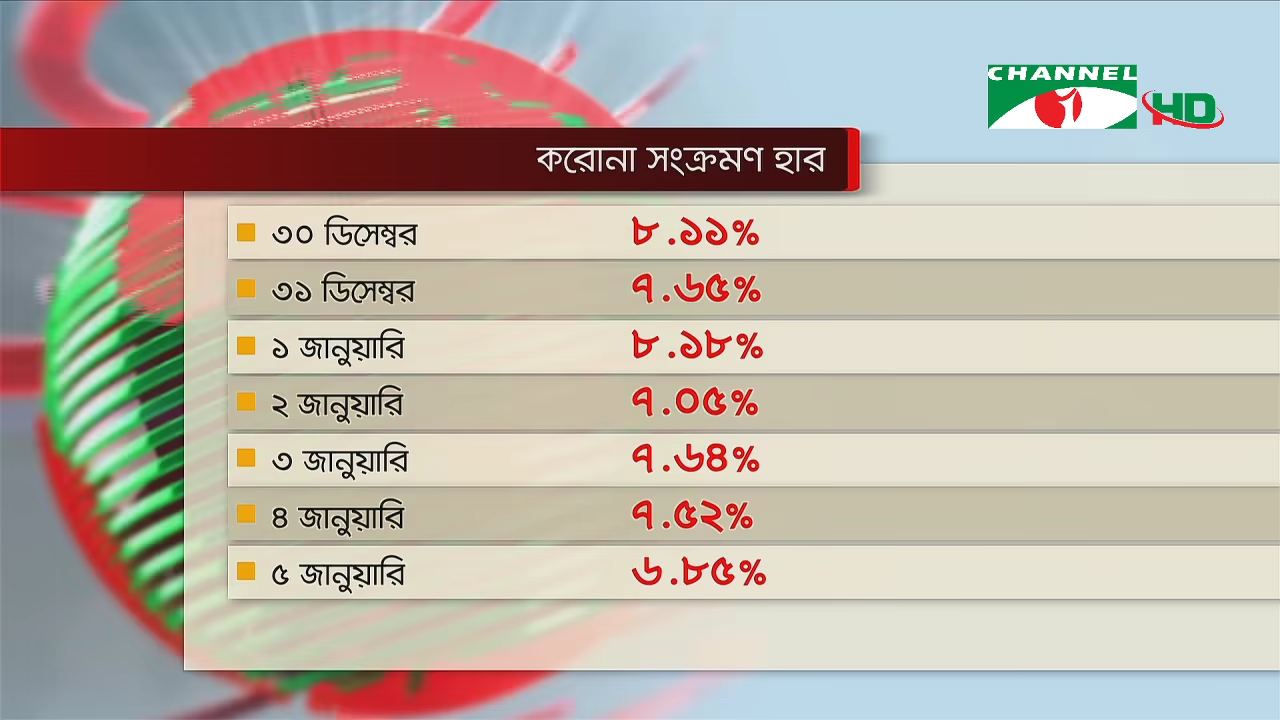 CHANNEL
i HD
করোনা সংক্রমণ হার
৩০ ডিসেম্বর ৮.১১%
৩১ ডিসেম্বর ৭.৬৫%
১ জানুয়ারি ৮.১৮%
২ জানুয়ারি ৭.০৫%
৩ জানুয়ারি ৭.৬৪%
৪ জানুয়ারি ৭.৫২%
৫ জানুয়ারি ৬.৮৫%